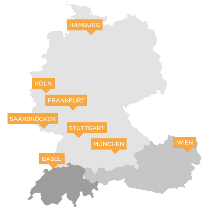 HAMBURG
KÖLN
FRANKFURT
SAARBRÜCKEN
STUTTGART
MÜNCHEN
WIEN
BASEL